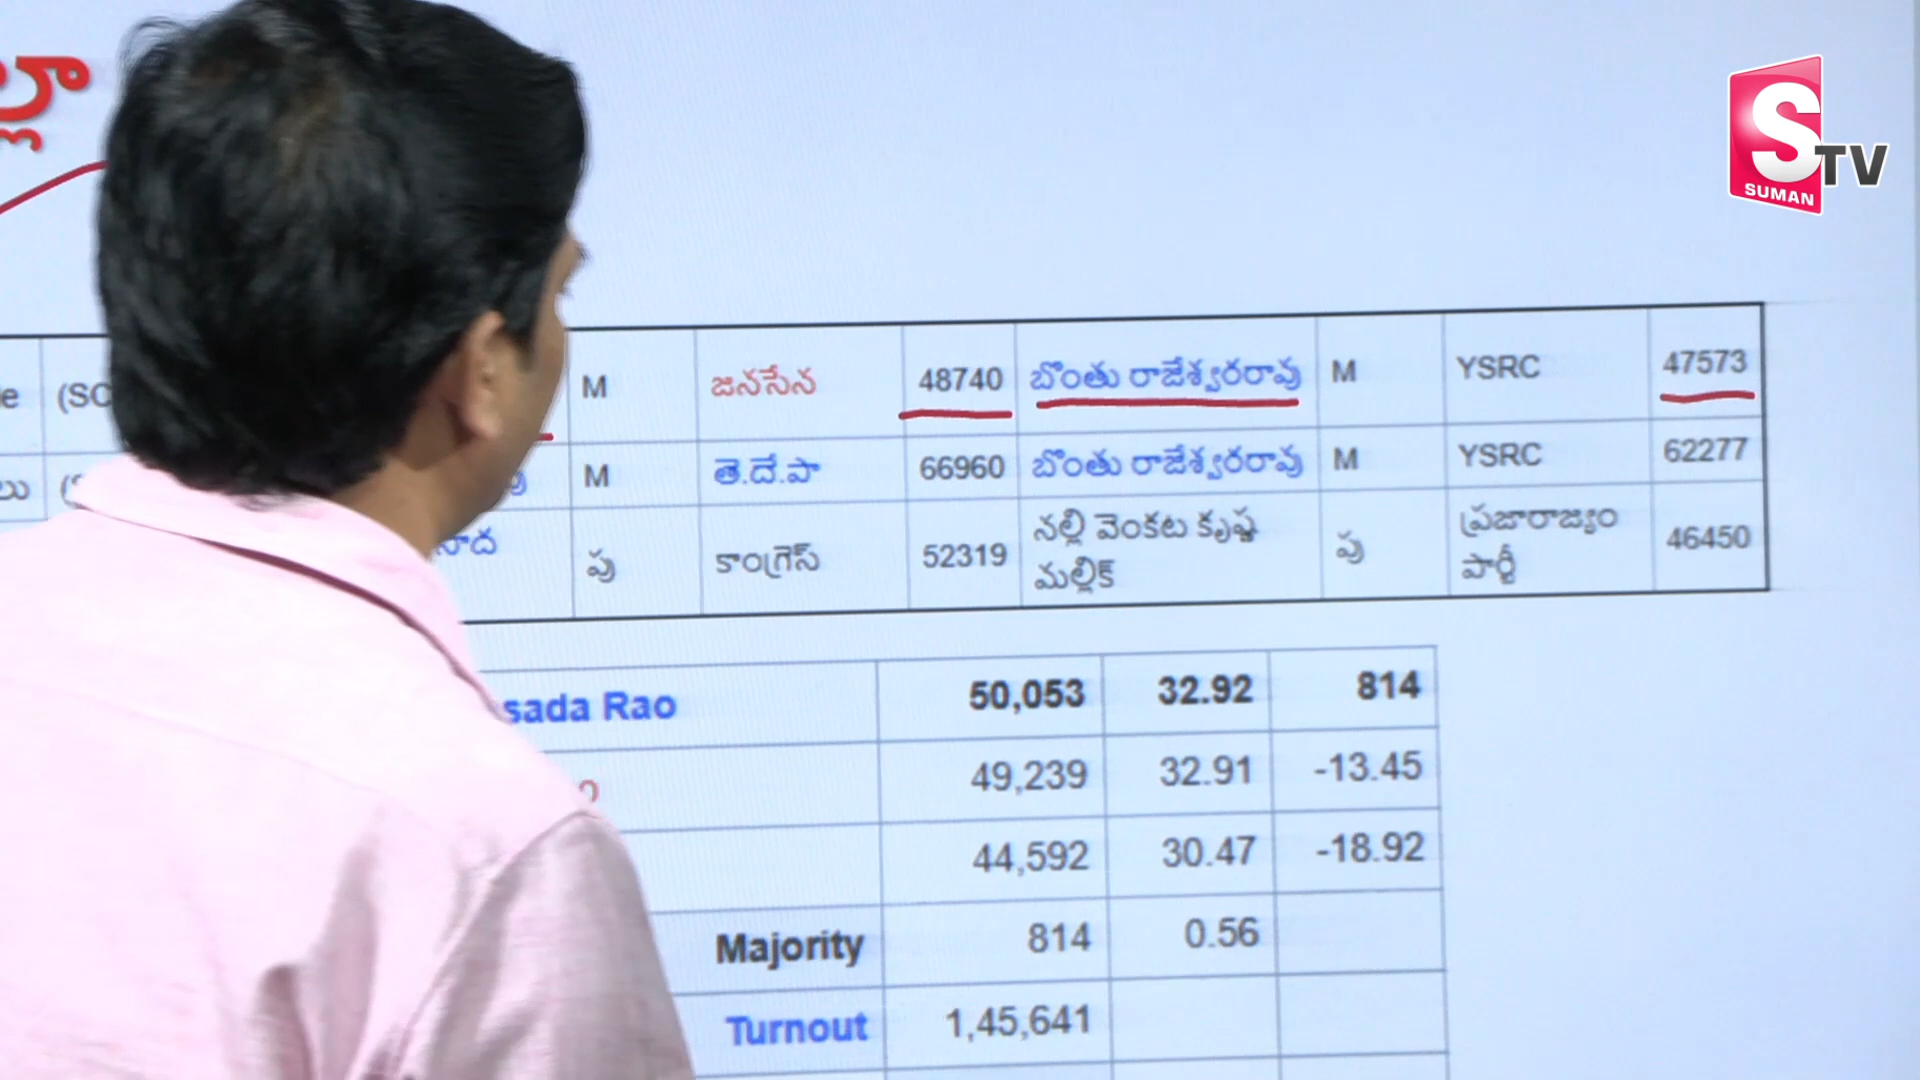 S
TV
SUMAN
ల్లా
(SC M జనసేన 48740 బొంతు రాజేశ్వరరావు M YSRC 47573
M తె.దే.పా 66960 బొంతు రాజేశ్వరరావు M YSRC 62277
పు కాంగ్రెస్ 52319 నల్లి వెంకట కృష్ణ పు ప్రజారాజ్యం 46450
మల్లిక్ పార్టీ
sada Rao 50,053 32.92 814
49,239 32.91 -13.45
44,592 30.47 -18.92
Majority 814 0.56
Turnout 1,45,641